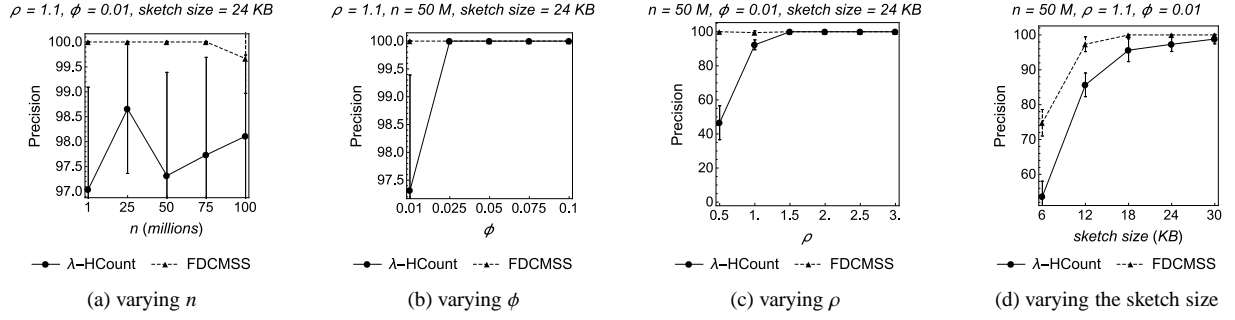 ρ = 1.1, ϕ = 0.01, sketch size = 24 KB
Precision
100.0
99.5
99.0
98.5
98.0
97.5
97.0
1 25 50 75 100
n (millions)
λ−HCount FDCMSS
(a) varying n
ρ = 1.1, n = 50 M, sketch size = 24 KB
Precision
100.0
99.5
99.0
98.5
98.0
97.5
0.01 0.025 0.05 0.075 0.1
ϕ
λ−HCount FDCMSS
(b) varying ϕ
n = 50 M, ϕ = 0.01, sketch size = 24 KB
Precision
100
80
60
40
20
0
0.5 1. 1.5 2. 2.5 3.
ρ
λ−HCount FDCMSS
(c) varying ρ
n = 50 M, ρ = 1.1, ϕ = 0.01
Precision
100
90
80
70
60
6 12 18 24 30
sketch size (KB)
λ−HCount FDCMSS
(d) varying the sketch size